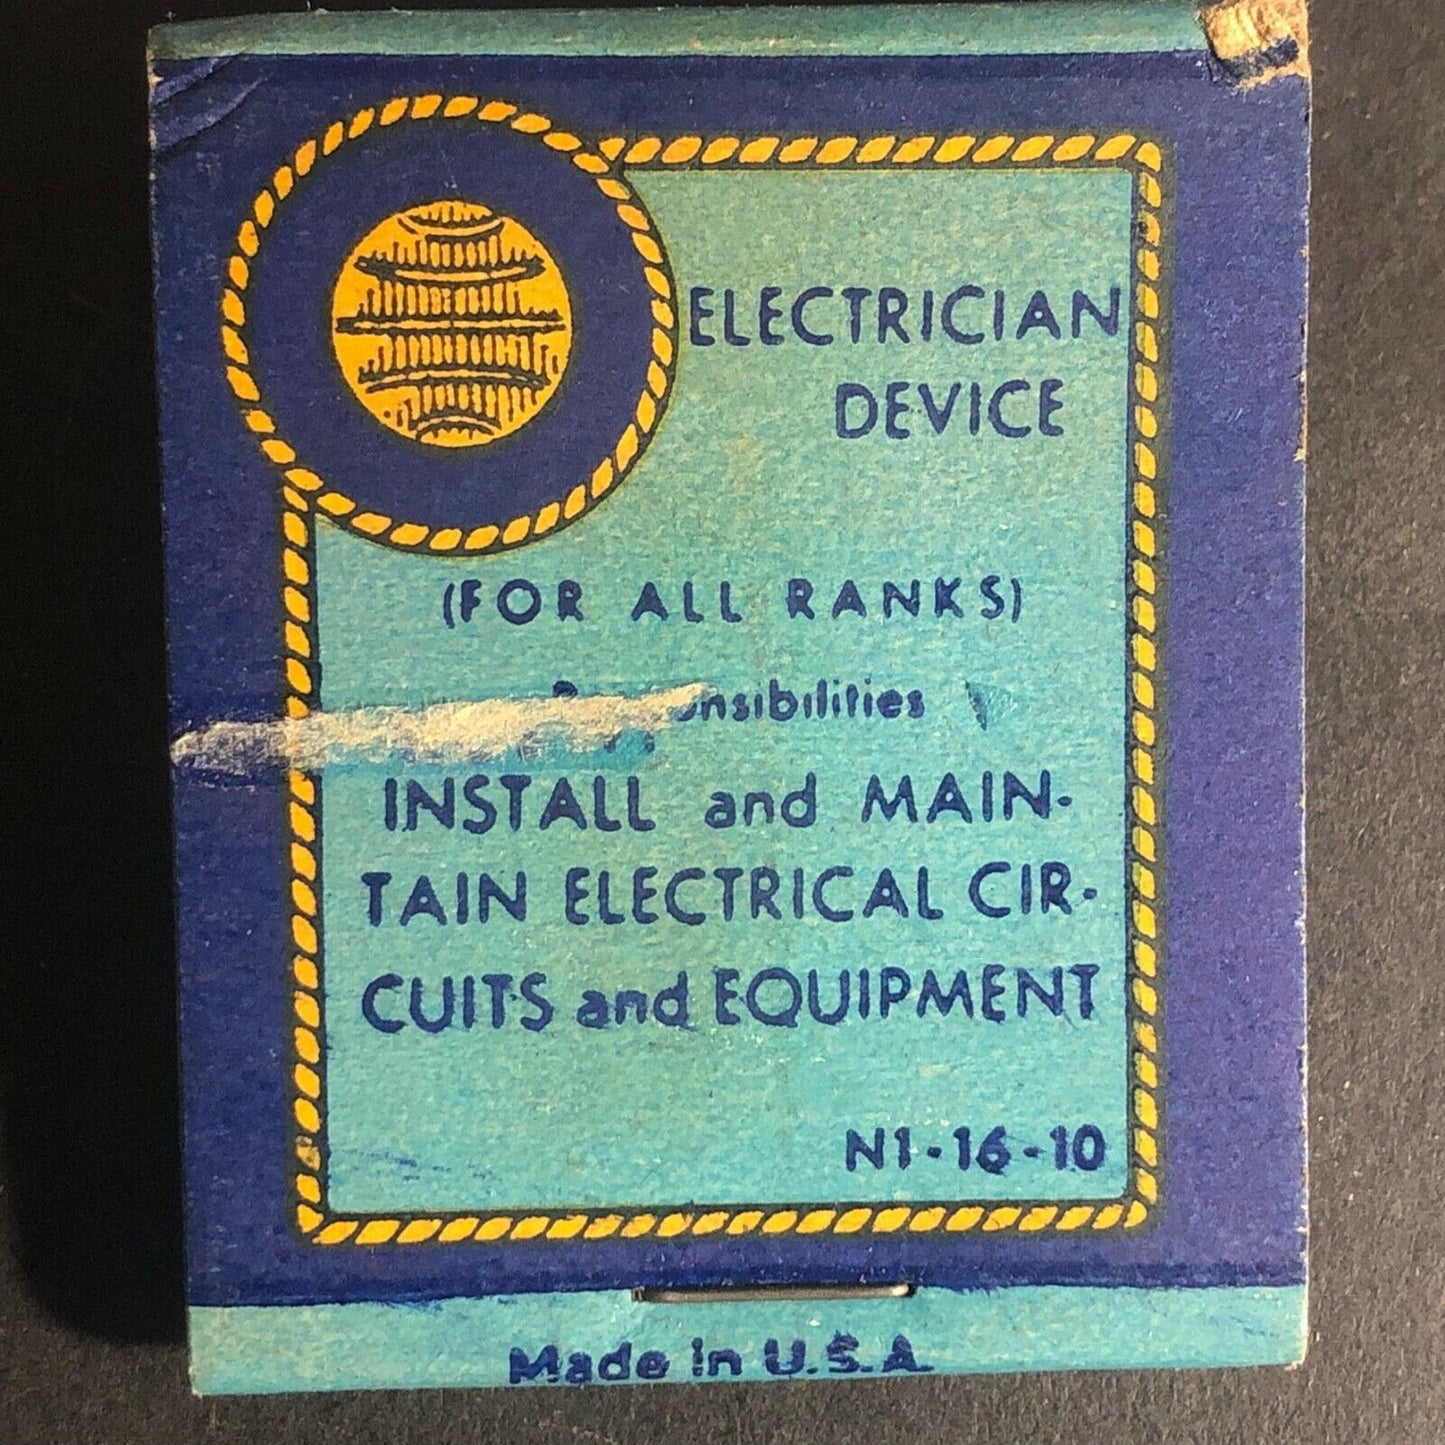 ELECTRICIAN
DEVICE
(FOR ALL RANKS)
Responsibilities
INSTALL and MAIN-
TAIN ELECTRICAL CIR-
CUITS and EQUIPMENT
N1-16-10
Made in U.S.A.